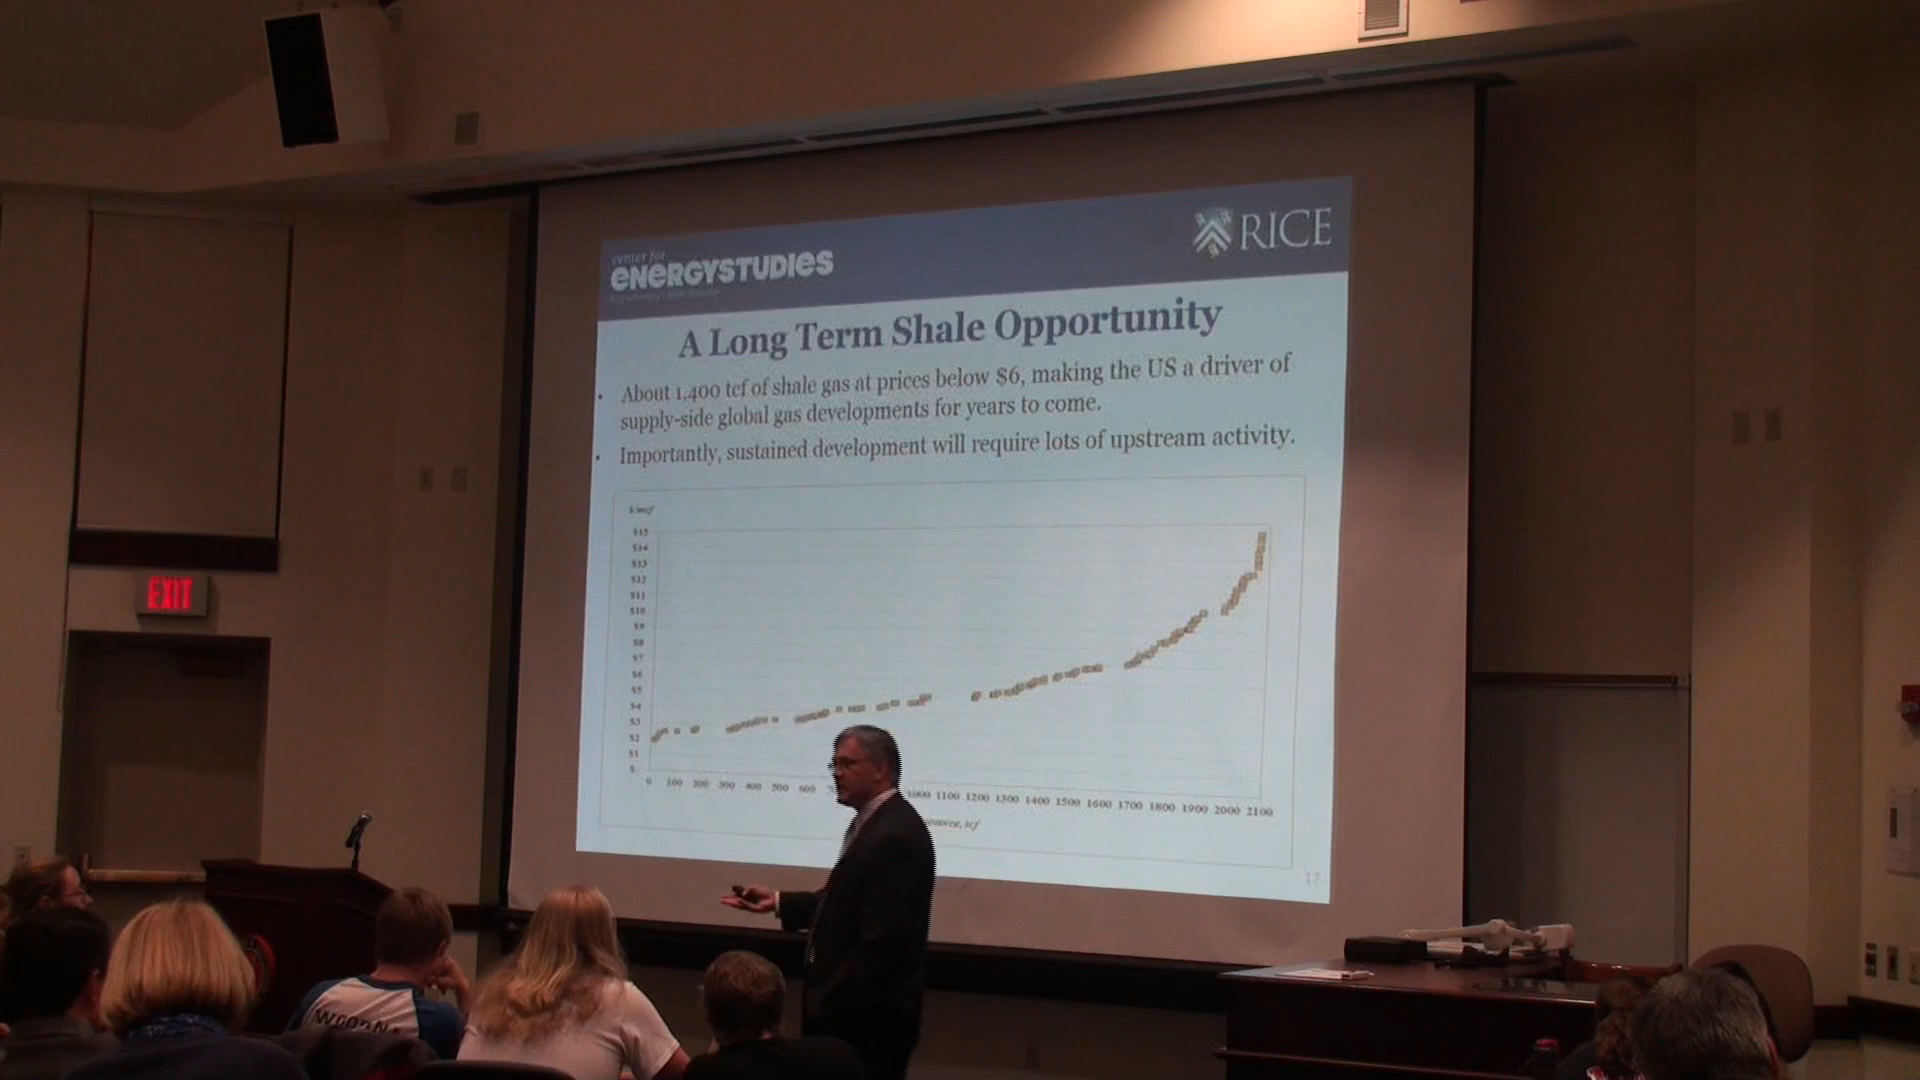 EXIT
center for
ENERGYSTUDIES
RICE
A Long Term Shale Opportunity
• About 1,400 tcf of shale gas at prices below $6, making the US a driver of
supply-side global gas developments for years to come.
• Importantly, sustained development will require lots of upstream activity.
$/mcf
$15
$14
$13
$12
$11
$10
$9
$8
$7
$6
$5
$4
$3
$2
$1
$-
0 100 200 300 400 500 600 1000 1100 1200 1300 1400 1500 1600 1700 1800 1900 2000 2100
tcf
17